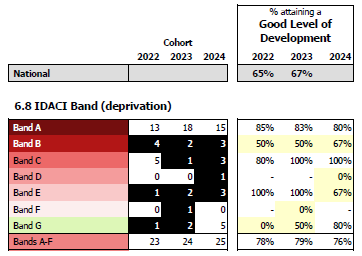 % attaining a
Good Level of
Development
Cohort
2022 2023 2024 2022 2023 2024
National 65% 67%
6.8 IDACI Band (deprivation)
Band A 13 18 15 85% 83% 80%
Band B 4 2 3 50% 50% 67%
Band C 5 1 3 80% 100% 100%
Band D 0 0 1 - - 0%
Band E 1 2 3 100% 100% 67%
Band F 0 1 0 - 0% -
Band G 1 2 5 0% 50% 80%
Bands A-F 23 24 25 78% 79% 76%